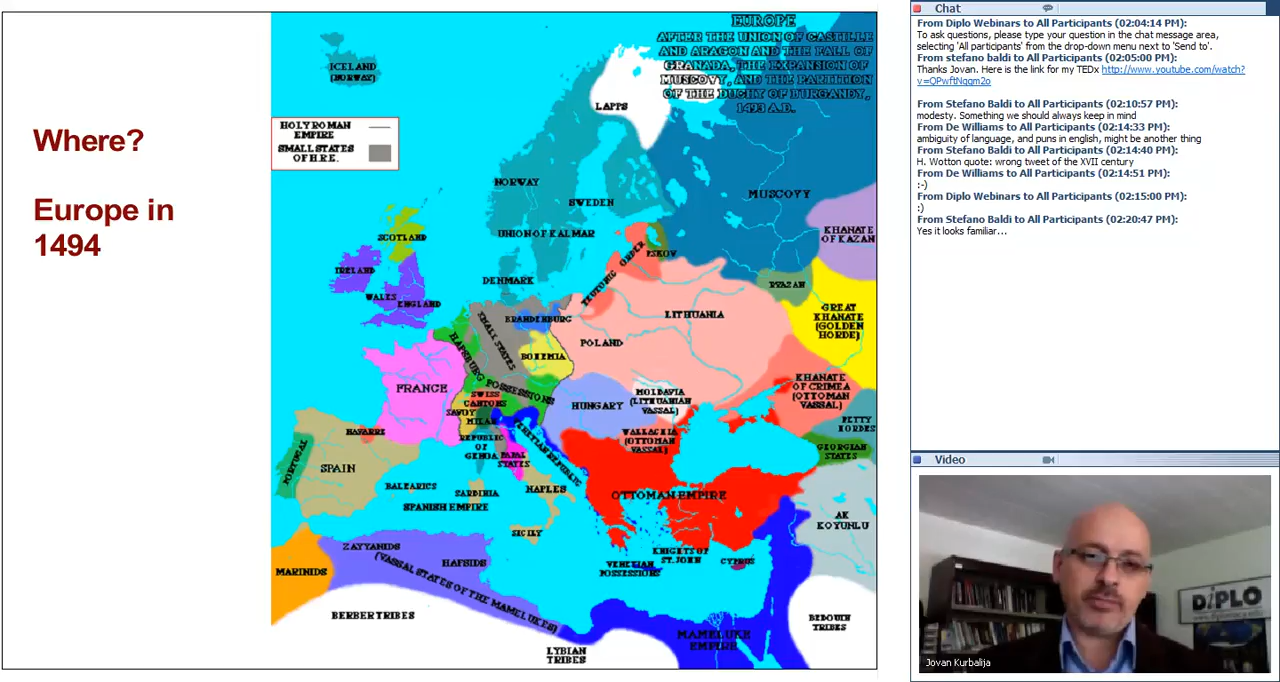 Where?
Europe in
1494
EUROPE
AFTER THE UNION OF CASTILLE
AND ARAGON AND THE FALL OF
GRANADA, THE EXPANSION OF
MUSCOVY, AND THE PARTITION
OF THE DUCHY OF BURGANDY,
1493 A.D.
ICELAND
(NORWAY)
HOLY ROMAN
EMPIRE
SMALL STATES
OF H.R.E.
LAPPS
NORWAY
SWEDEN
MUSCOVY
UNION OF KALMAR
KHANATE
OF KAZAN
SCOTLAND
PSKOV
IRELAND
DENMARK
TEUTONIC ORDER
RYAZAN
WALES
ENGLAND
LITHUANIA
GREAT
KHANATE
(GOLDEN
HORDE)
BRANDENBURG
SMALL STATES
POLAND
BOHEMIA
HAPSBURG POSSESSIONS
FRANCE
SWISS
CANTONS
HUNGARY
MOLDAVIA
(LITHUANIAN
VASSAL)
KHANATE
OF CRIMEA
(OTTOMAN
VASSAL)
SAVOY
MILAN
PETTY
HORDES
NAVARRE
REPUBLIC
OF
GENOA
VENETIAN REPUBLIC
WALLACHIA
(OTTOMAN
VASSAL)
GEORGIAN
STATES
PAPAL
STATES
PORTUGAL
SPAIN
BALEARICS
SARDINIA
NAPLES
OTTOMAN EMPIRE
SPANISH EMPIRE
AK
KOYUNLU
SICILY
ZAYYANIDS
HAFSIDS
KNIGHTS OF
ST. JOHN
CYPRUS
MARINIDS
VENETIAN
POSSESSIONS
(VASSAL STATES OF THE MAMELUKES)
BERBER TRIBES
BEDOUIN
TRIBES
MAMELUKE
EMPIRE
LYBIAN
TRIBES
Chat
From Diplo Webinars to All Participants (02:04:14 PM):
To ask questions, please type your question in the chat message area,
selecting 'All participants' from the drop-down menu next to 'Send to'.
From stefano baldi to All Participants (02:05:00 PM):
Thanks Jovan. Here is the link for my TEDx http://www.youtube.com/watch?
v=QPwftNqqm2o
From Stefano Baldi to All Participants (02:10:57 PM):
modesty. Something we should always keep in mind
From De Williams to All Participants (02:14:33 PM):
ambiguity of language, and puns in english, might be another thing
From Stefano Baldi to All Participants (02:14:40 PM):
H. Wotton quote: wrong tweet of the XVII century
From De Williams to All Participants (02:14:51 PM):
:-)
From Diplo Webinars to All Participants (02:15:00 PM):
:)
From Stefano Baldi to All Participants (02:20:47 PM):
Yes it looks familiar...
Video
DIPLO
Jovan Kurbalija